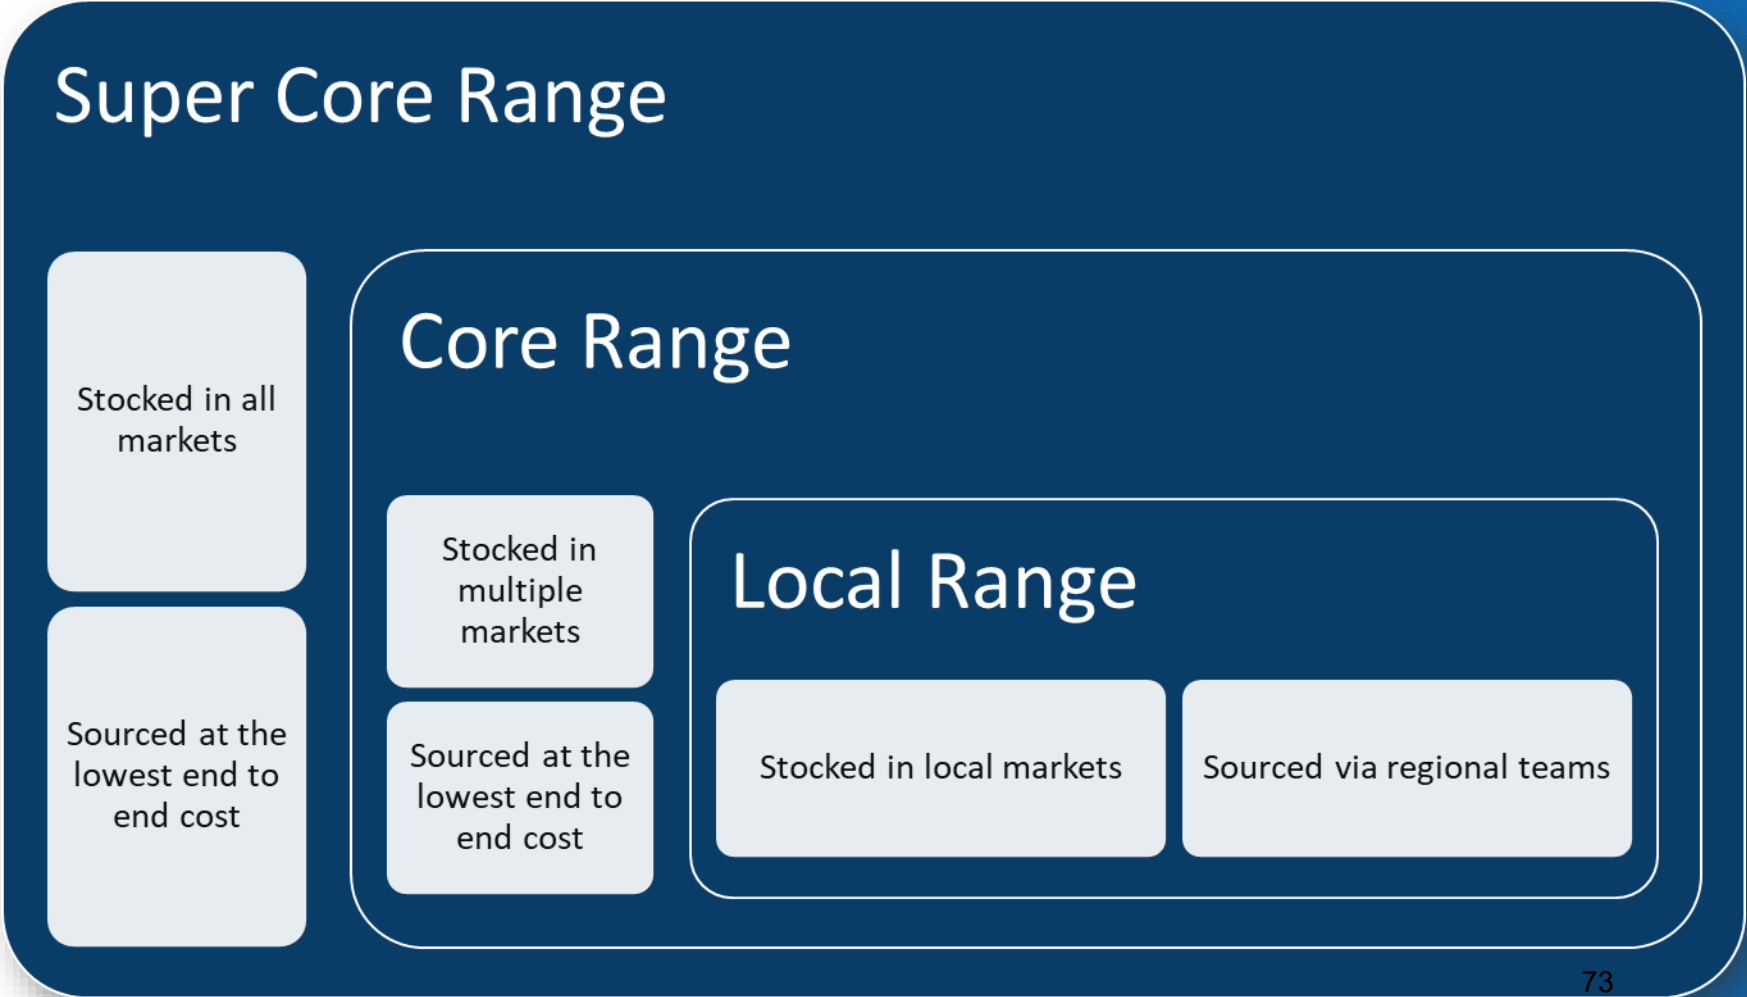 Super Core Range
Stocked in all
markets
Sourced at the
lowest end to
end cost
Core Range
Stocked in
multiple
markets
Sourced at the
lowest end to
end cost
Local Range
Stocked in local markets
Sourced via regional teams
73